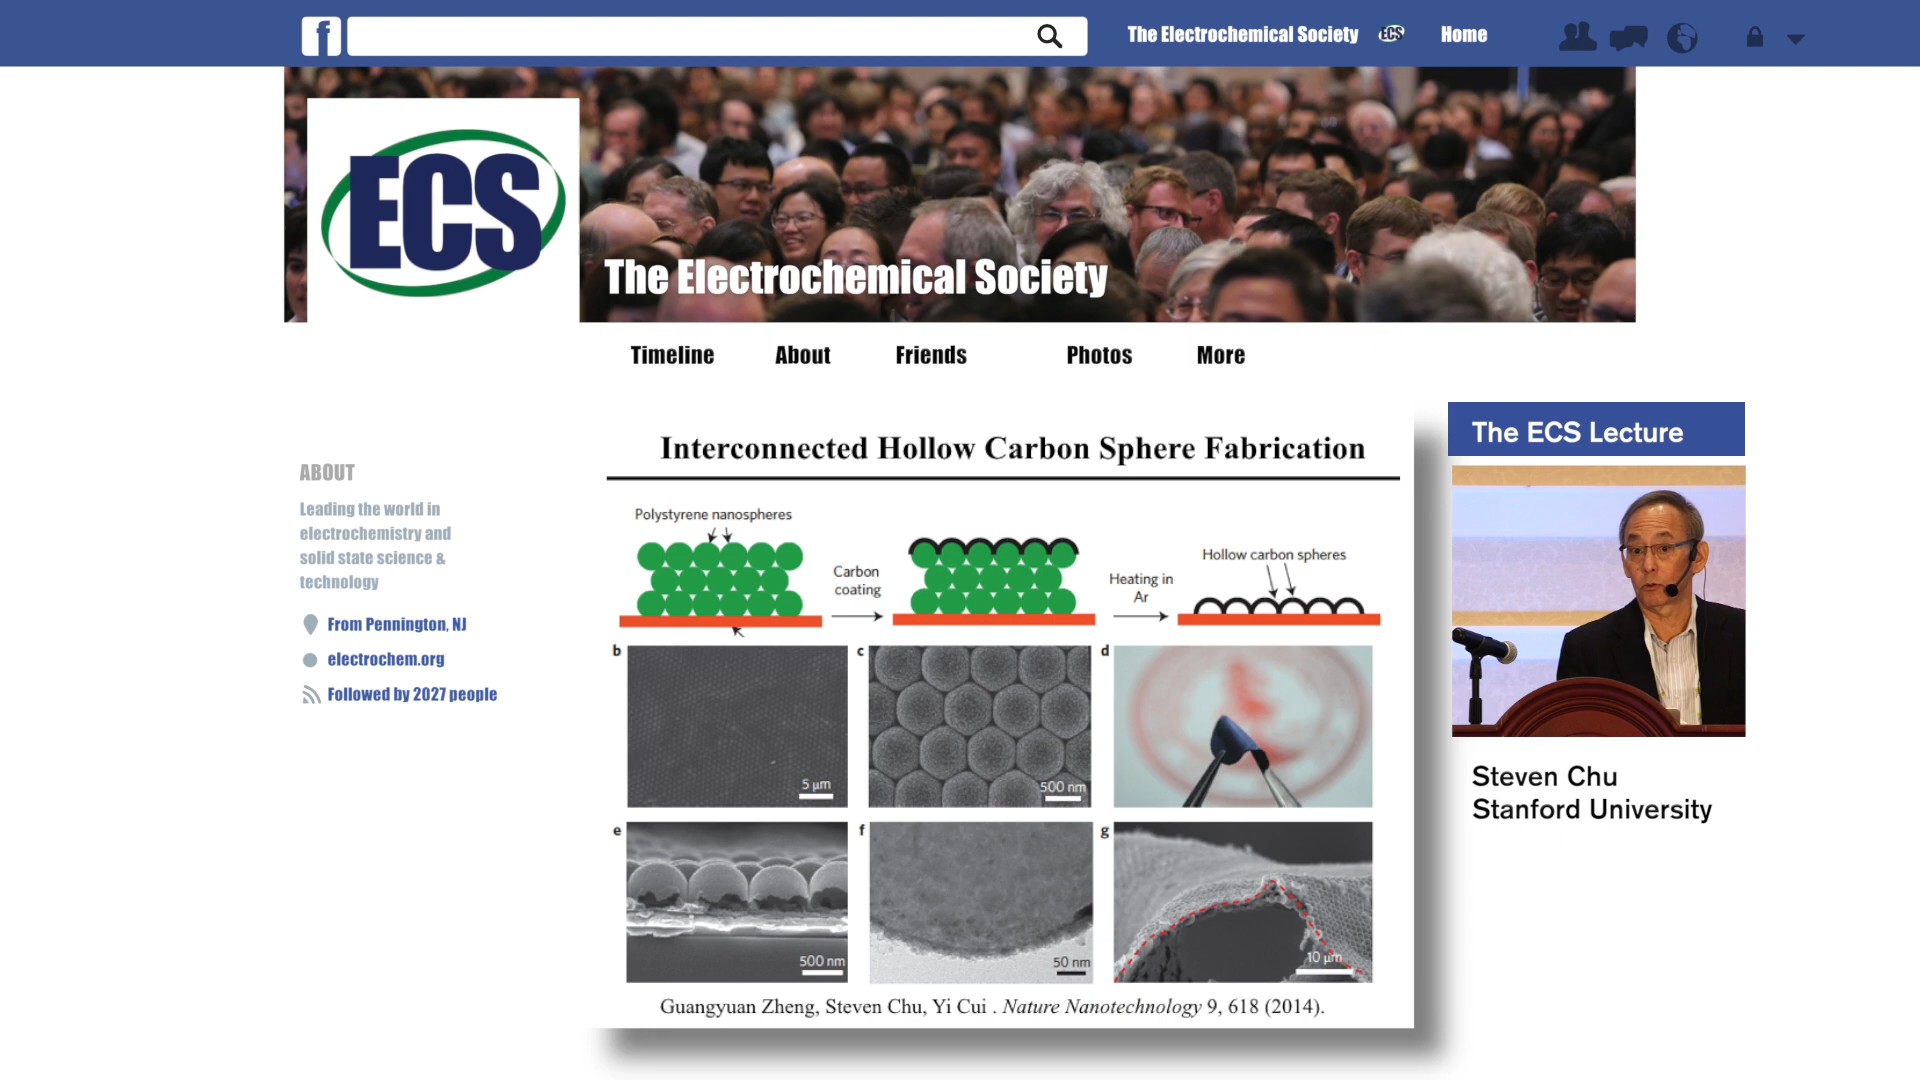 f
The Electrochemical Society
ECS
Home
ECS
The Electrochemical Society
Timeline
About
Friends
Photos
More
ABOUT
Leading the world in
electrochemistry and
solid state science &
technology
From Pennington, NJ
electrochem.org
Followed by 2027 people
Interconnected Hollow Carbon Sphere Fabrication
Polystyrene nanospheres
Carbon
coating
Heating in
Ar
Hollow carbon spheres
b
5 µm
c
500 nm
d
e
500 nm
f
50 nm
g
10 µm
Guangyuan Zheng, Steven Chu, Yi Cui . Nature Nanotechnology 9, 618 (2014).
The ECS Lecture
Steven Chu
Stanford University